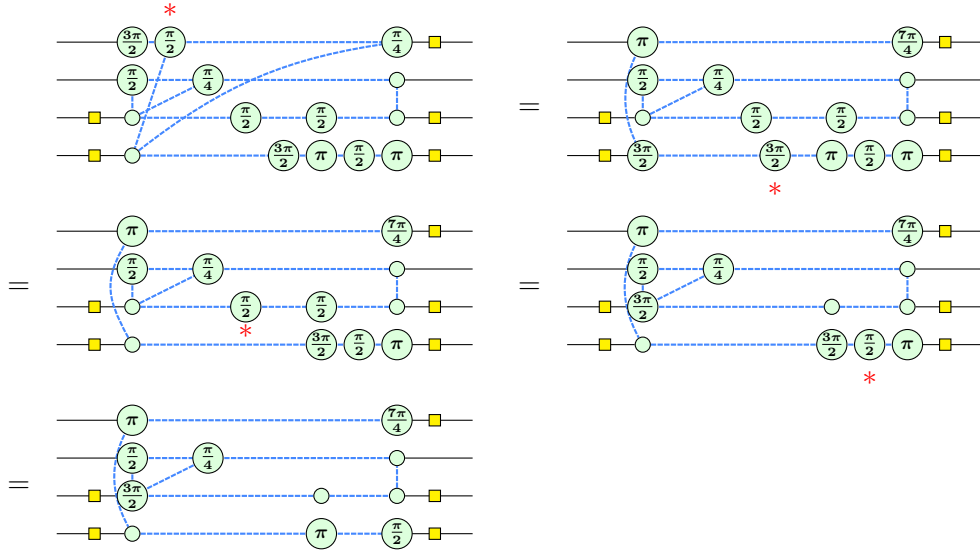 *
3π/2 π/2 π/4
π/2 π/4
π/2 π/2
3π/2 π π/2 π
=
π 7π/4
π/2 π/4
π/2 π/2
3π/2 3π/2 π π/2 π
*
=
π 7π/4
π/2 π/4
π/2 π/2
*
3π/2 π/2 π
=
π 7π/4
π/2 π/4
3π/2
3π/2 π/2 π
*
=
π 7π/4
π/2 π/4
3π/2
π π/2